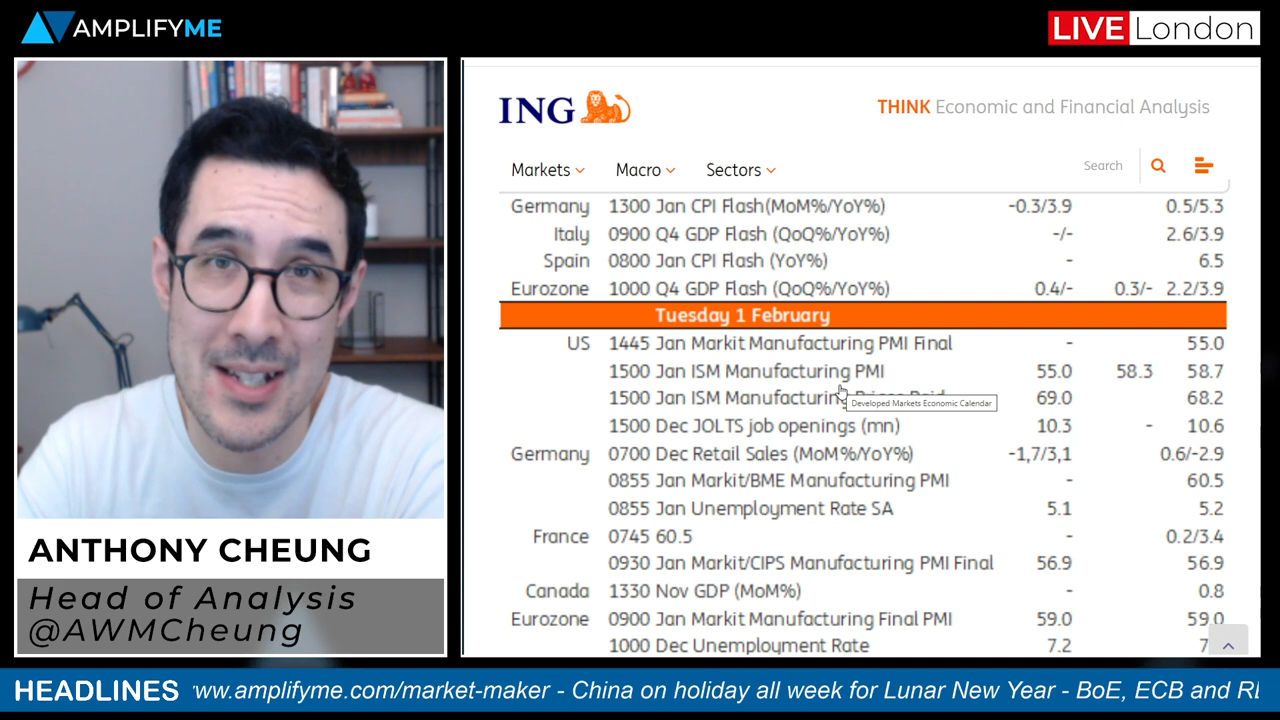 AMPLIFYME
LIVE London
ING
THINK Economic and Financial Analysis
Markets Macro Sectors Search
Germany 1300 Jan CPI Flash(MoM%/YoY%) -0.3/3.9 0.5/5.3
Italy 0900 Q4 GDP Flash (QoQ%/YoY%) -/- 2.6/3.9
Spain 0800 Jan CPI Flash (YoY%) - 6.5
Eurozone 1000 Q4 GDP Flash (QoQ%/YoY%) 0.4/- 0.3/- 2.2/3.9
Tuesday 1 February
US 1445 Jan Markit Manufacturing PMI Final - 55.0
1500 Jan ISM Manufacturing PMI 55.0 58.3 58.7
1500 Jan ISM Manufacturing Prices Paid 69.0 68.2
Developed Markets Economic Calendar
1500 Dec JOLTS job openings (mn) 10.3 - 10.6
Germany 0700 Dec Retail Sales (MoM%/YoY%) -1,7/3,1 0.6/-2.9
0855 Jan Markit/BME Manufacturing PMI - 60.5
0855 Jan Unemployment Rate SA 5.1 5.2
France 0745 60.5 - 0.2/3.4
0930 Jan Markit/CIPS Manufacturing PMI Final 56.9 56.9
Canada 1330 Nov GDP (MoM%) - 0.8
Eurozone 0900 Jan Markit Manufacturing Final PMI 59.0 59.0
1000 Dec Unemployment Rate 7.2
ANTHONY CHEUNG
Head of Analysis
@AWMCheung
HEADLINES www.amplifyme.com/market-maker - China on holiday all week for Lunar New Year - BoE, ECB and